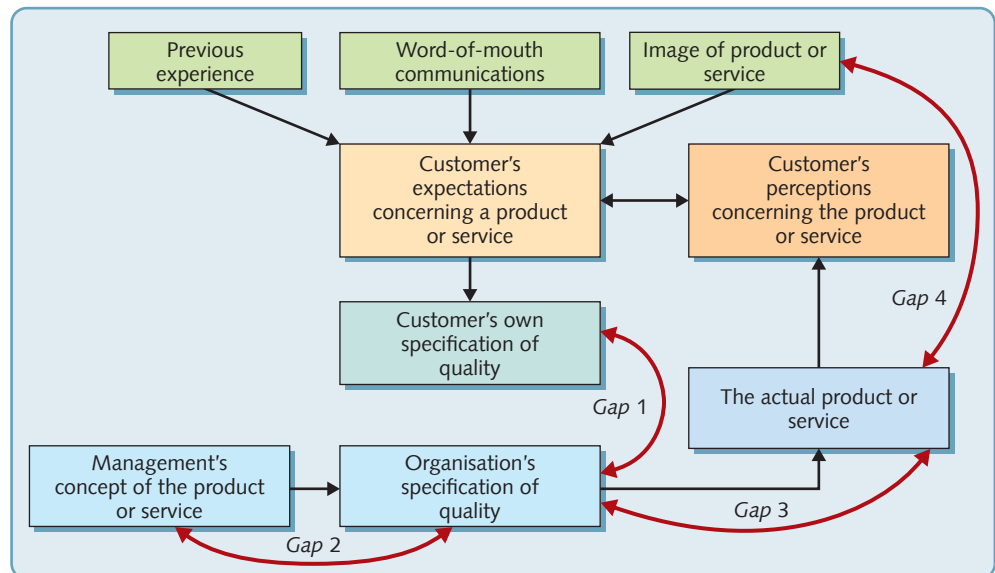 Previous
experience
Word-of-mouth
communications
Image of product or
service
Customer's
expectations
concerning a product
or service
Customer's
perceptions
concerning the product
or service
Gap 4
Customer's own
specification of
quality
Gap 1
The actual product or
service
Management's
concept of the product
or service
Organisation's
specification of
quality
Gap 3
Gap 2